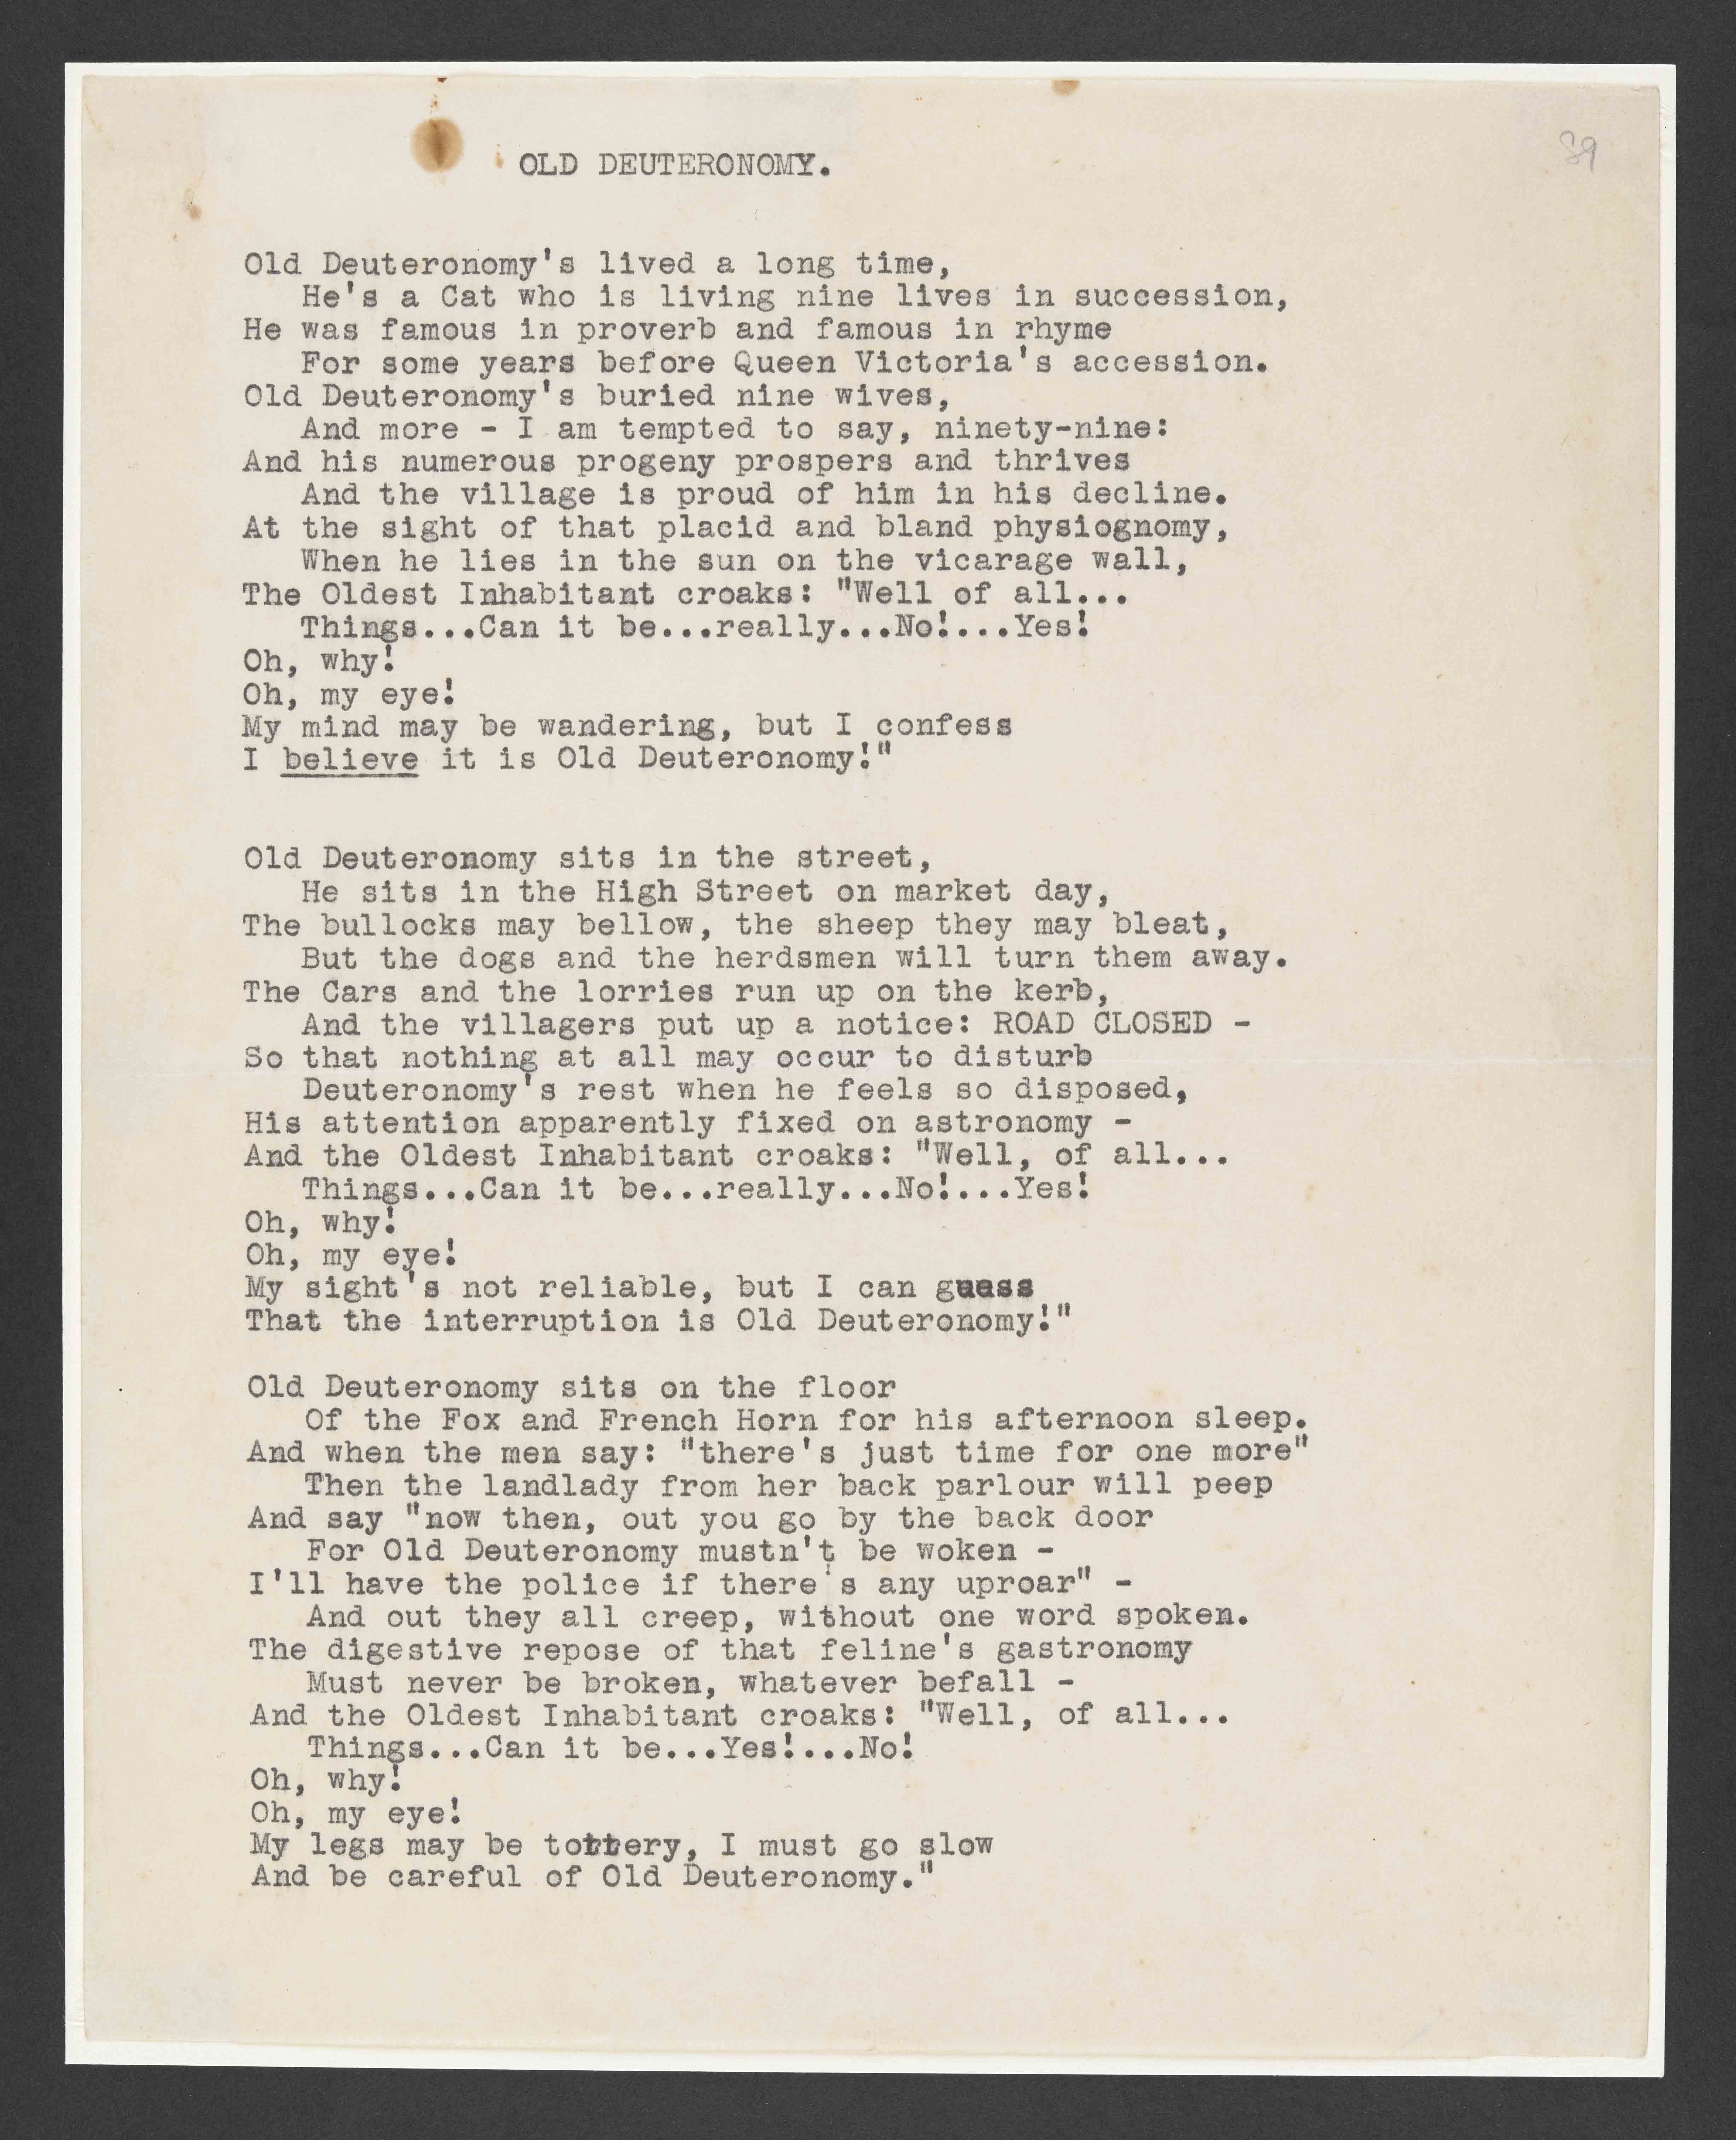 89
OLD DEUTERONOMY.
Old Deuteronomy's lived a long time,
He's a Cat who is living nine lives in succession,
He was famous in proverb and famous in rhyme
For some years before Queen Victoria's accession.
Old Deuteronomy's buried nine wives,
And more - I am tempted to say, ninety-nine:
And his numerous progeny prospers and thrives
And the village is proud of him in his decline.
At the sight of that placid and bland physiognomy,
When he lies in the sun on the vicarage wall,
The Oldest Inhabitant croaks: "Well of all...
Things...Can it be...really...No!...Yes!
Oh, why!
Oh, my eye!
My mind may be wandering, but I confess
I believe it is Old Deuteronomy!"
Old Deuteronomy sits in the street,
He sits in the High Street on market day,
The bullocks may bellow, the sheep they may bleat,
But the dogs and the herdsmen will turn them away.
The Cars and the lorries run up on the kerb,
And the villagers put up a notice: ROAD CLOSED -
So that nothing at all may occur to disturb
Deuteronomy's rest when he feels so disposed,
His attention apparently fixed on astronomy -
And the Oldest Inhabitant croaks: "Well, of all...
Things...Can it be...really...No!...Yes!
Oh, why!
Oh, my eye!
My sight's not reliable, but I can guess
That the interruption is Old Deuteronomy!"
Old Deuteronomy sits on the floor
Of the Fox and French Horn for his afternoon sleep.
And when the men say: "there's just time for one more"
Then the landlady from her back parlour will peep
And say "now then, out you go by the back door
For Old Deuteronomy mustn't be woken -
I'll have the police if there's any uproar" -
And out they all creep, without one word spoken.
The digestive repose of that feline's gastronomy
Must never be broken, whatever befall -
And the Oldest Inhabitant croaks: "Well, of all...
Things...Can it be...Yes!...No!
Oh, why!
Oh, my eye!
My legs may be tottery, I must go slow
And be careful of Old Deuteronomy."